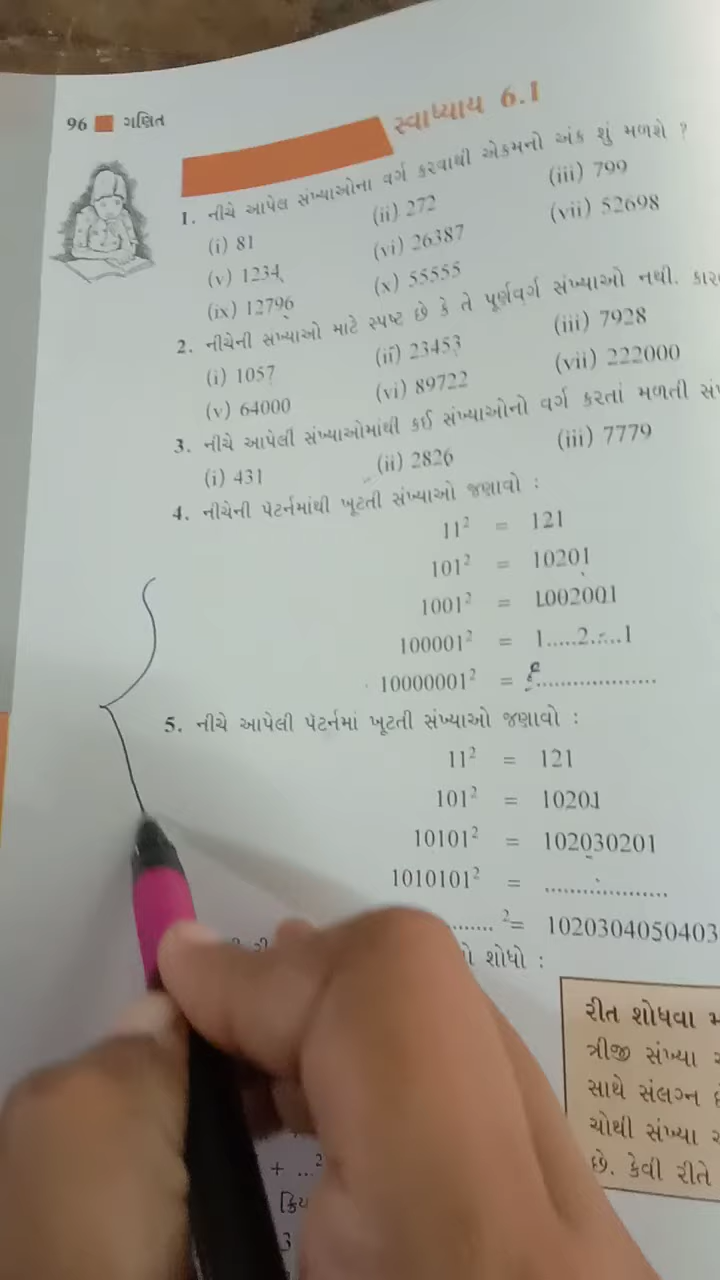 96 ગણિત
સ્વાધ્યાય 6.1
1. નીચે આપેલ સંખ્યાઓના વર્ગ કરવાથી એકમનો અંક શું મળશે ?
(i) 81 (ii) 272 (iii) 799
(v) 1234 (vi) 26387 (vii) 52698
(ix) 12796 (x) 55555
2. નીચેની સંખ્યાઓ માટે સ્પષ્ટ છે કે તે પૂર્ણવર્ગ સંખ્યાઓ નથી.
(i) 1057 (ii) 23453 (iii) 7928
(v) 64000 (vi) 89722 (vii) 222000
3. નીચે આપેલી સંખ્યાઓમાંથી કઈ સંખ્યાઓનો વર્ગ કરતાં મળતી
(i) 431 (ii) 2826 (iii) 7779
4. નીચેની પેટર્નમાંથી ખૂટતી સંખ્યાઓ જણાવો :
11² = 121
101² = 10201
1001² = 1002001
100001² = 1.....2.....1
10000001² = ....................
5. નીચે આપેલી પેટર્નમાં ખૂટતી સંખ્યાઓ જણાવો :
11² = 121
101² = 10201
10101² = 102030201
1010101² = ....................
........ ²= 1020304050403
શોધો :
રીત શોધવા
ત્રીજી સંખ્યા
સાથે સંલગ્ન
ચોથી સંખ્યા
છે. કેવી રીતે
+ ...²
3